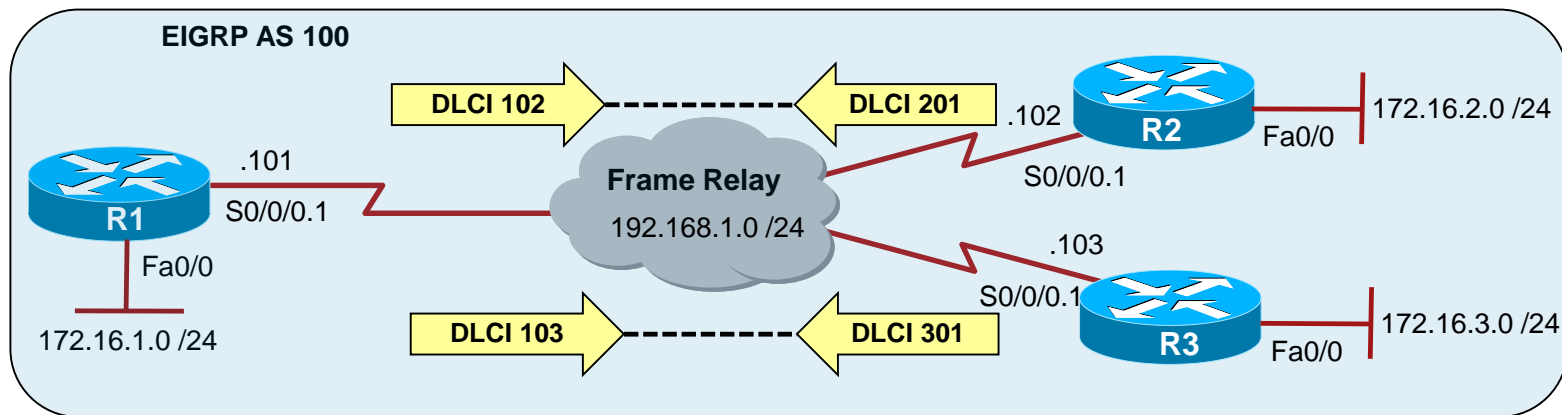 EIGRP AS 100
DLCI 102
DLCI 201
.102
R2
172.16.2.0 /24
Fa0/0
S0/0/0.1
.101
R1
S0/0/0.1
Frame Relay
192.168.1.0 /24
Fa0/0
172.16.1.0 /24
.103
S0/0/0.1
DLCI 103
DLCI 301
R3
172.16.3.0 /24
Fa0/0